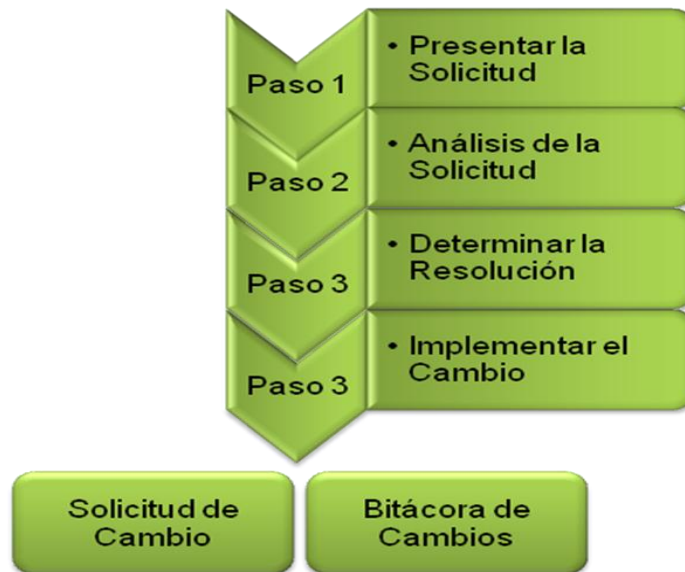 Paso 1
• Presentar la
Solicitud
Paso 2
• Análisis de la
Solicitud
Paso 3
• Determinar la
Resolución
Paso 3
• Implementar el
Cambio
Solicitud de
Cambio
Bitácora de
Cambios